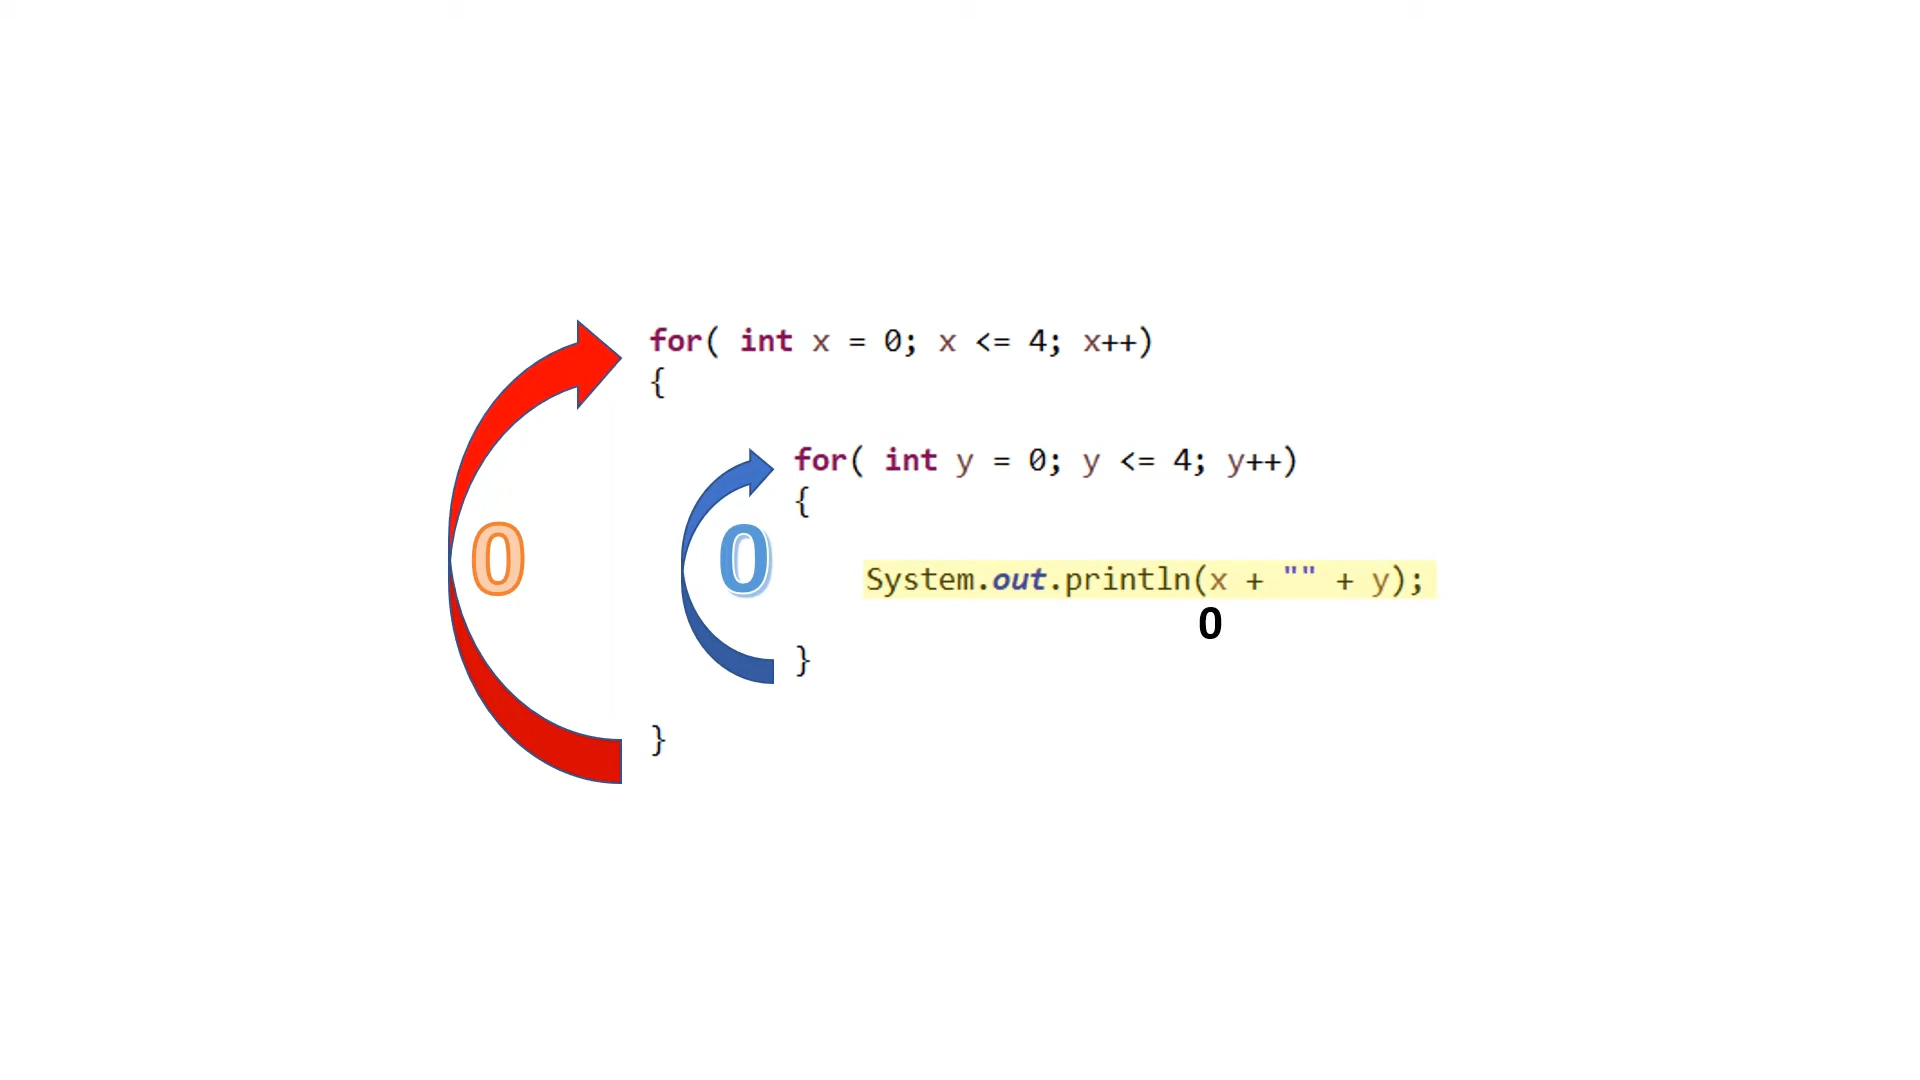 for( int x = 0; x <= 4; x++)
{
for( int y = 0; y <= 4; y++)
{
0
0
System.out.println(x + "" + y);
0
}
}